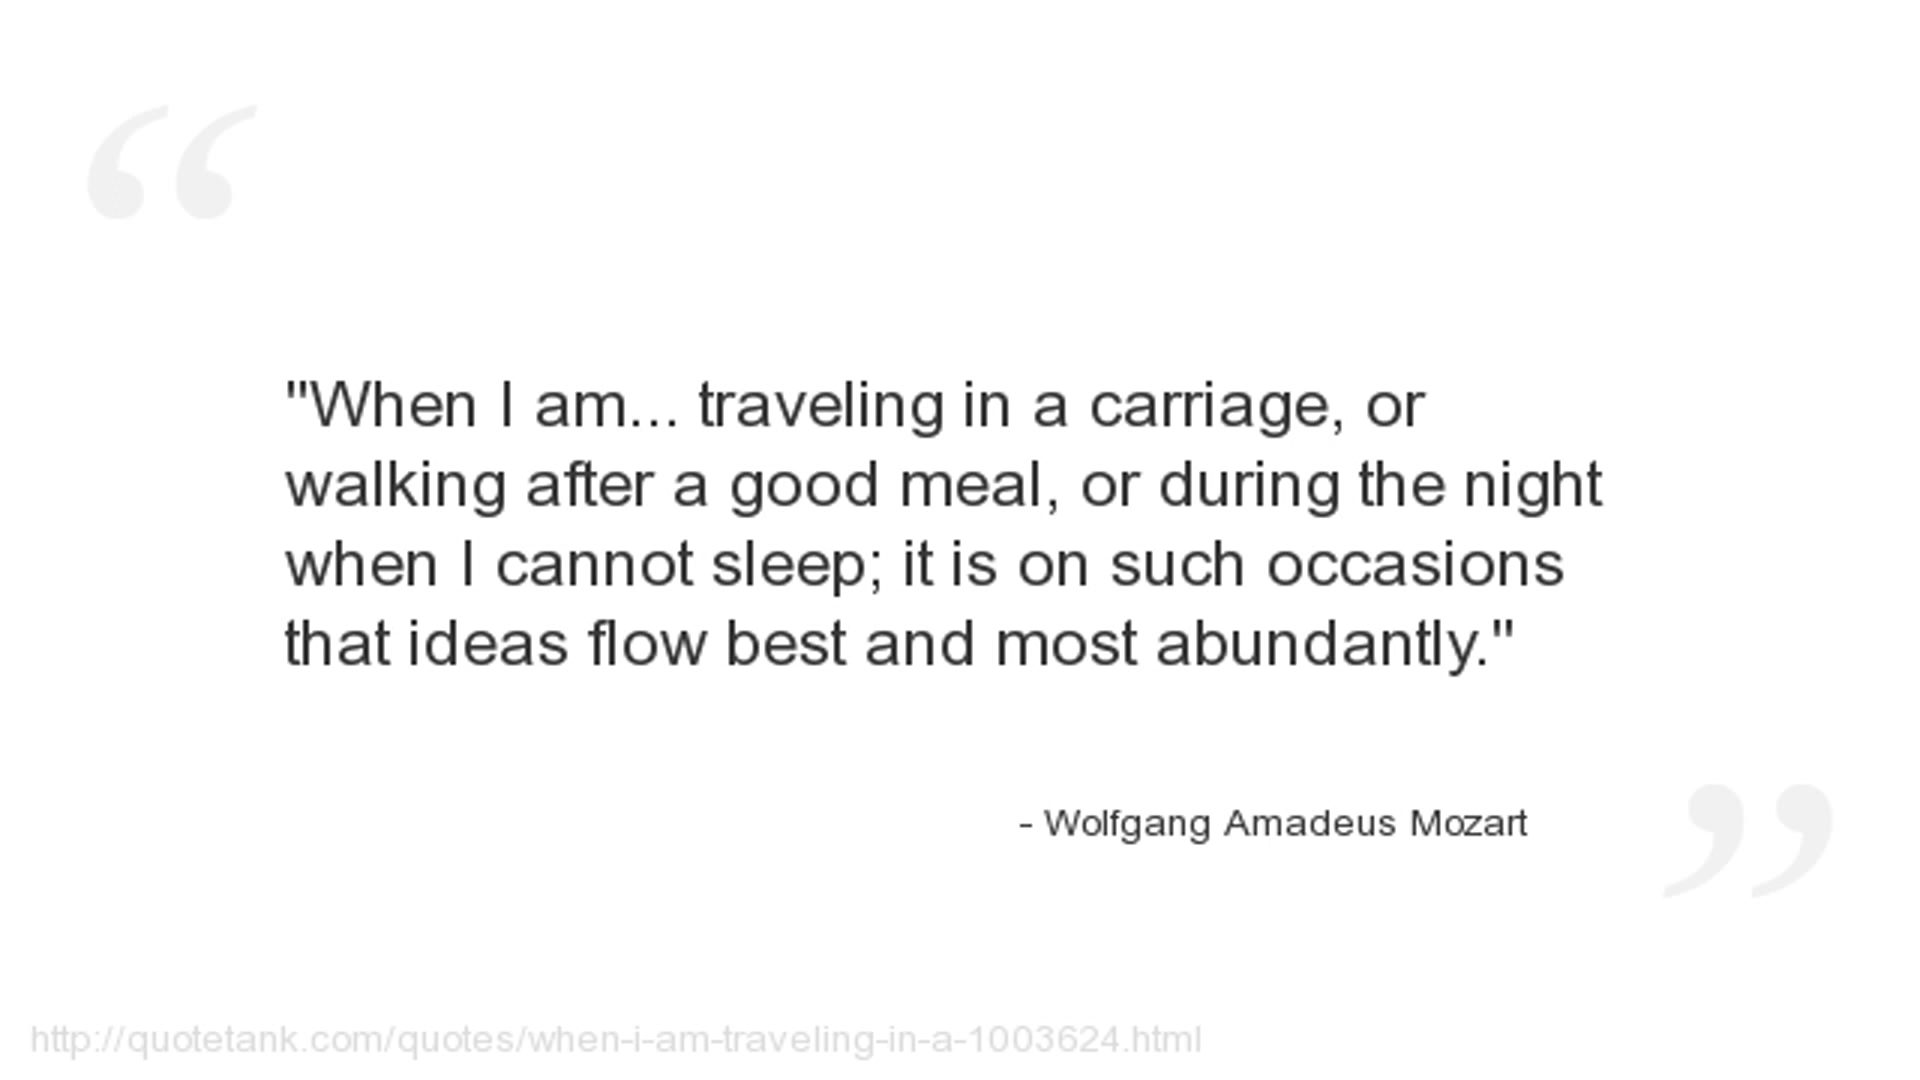 "When I am... traveling in a carriage, or
walking after a good meal, or during the night
when I cannot sleep; it is on such occasions
that ideas flow best and most abundantly."
- Wolfgang Amadeus Mozart
http://quotetank.com/quotes/when-i-am-traveling-in-a-1003624.html